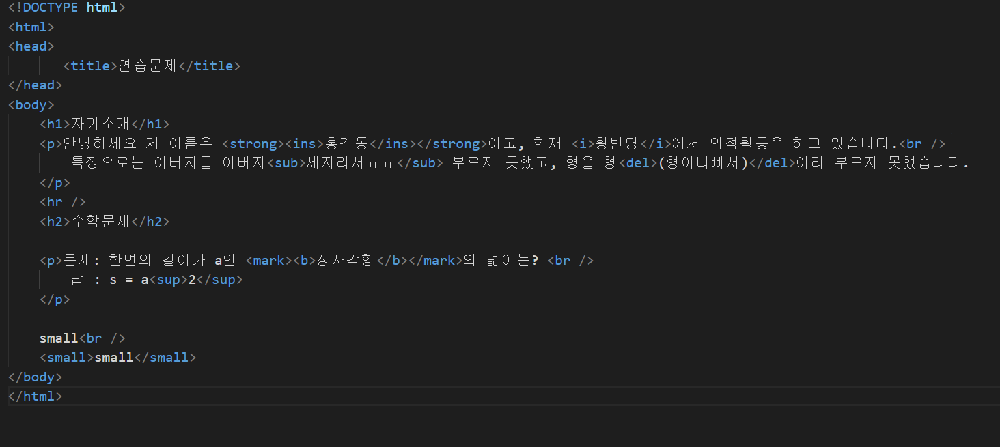 <!DOCTYPE html>
<html>
<head>
        <title>연습문제</title>
</head>
<body>
    <h1>자기소개</h1>
    <p>안녕하세요 제 이름은 <strong><ins>홍길동</ins></strong>이고, 현재 <i>황빈당</i>에서 의적활동을 하고 있습니다.<br />
        특징으로는 아버지를 아버지<sub>세자라서ㅠㅠ</sub> 부르지 못했고, 형을 형<del>(형이나빠서)</del>이라 부르지 못했습니다.
    </p>
    <hr />
    <h2>수학문제</h2>

    <p>문제: 한변의 길이가 a인 <mark><b>정사각형</b></mark>의 넓이는? <br />
        답 : s = a<sup>2</sup>
    </p>

    small<br />
    <small>small</small>
</body>
</html>